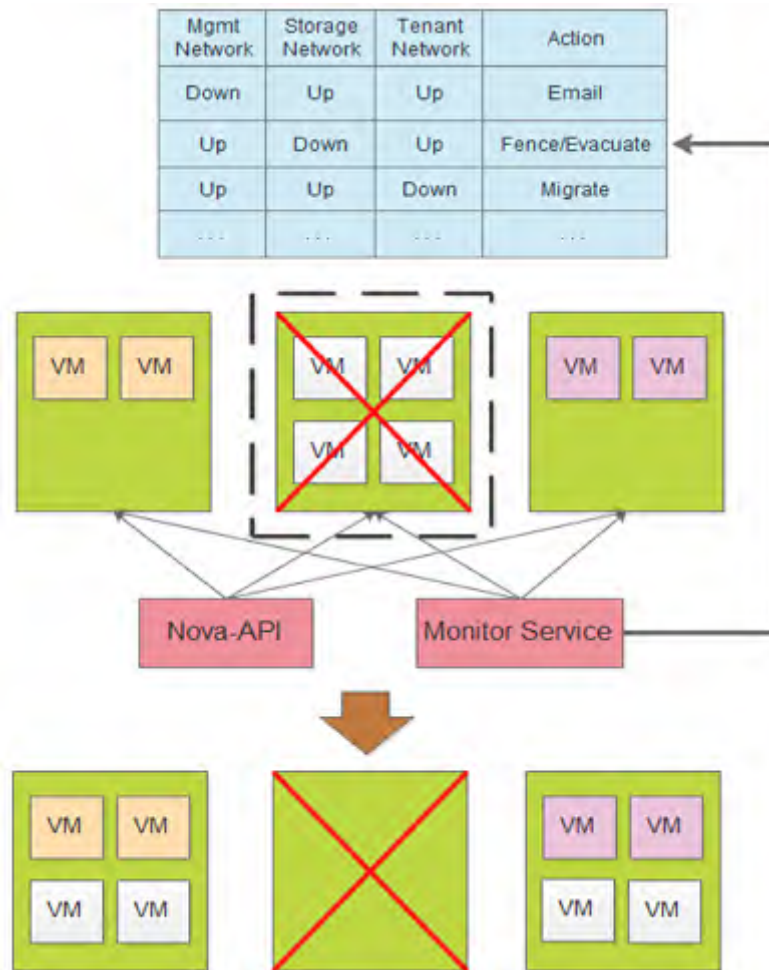 Mgmt Network Storage Network Tenant Network Action
Down Up Up Email
Up Down Up Fence/Evacuate
Up Up Down Migrate
. . . . . . . . . . . .
VM VM VM VM VM VM
VM VM
Nova-API Monitor Service
VM VM VM VM
VM VM VM VM